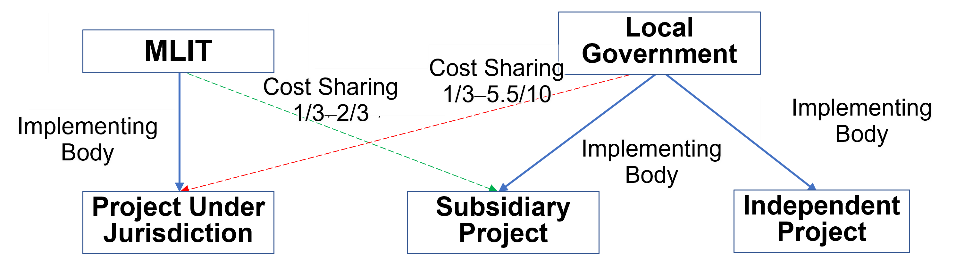 MLIT
Local
Government
Cost Sharing
1/3–2/3
Cost Sharing
1/3–5.5/10
Implementing
Body
Implementing
Body
Implementing
Body
Project Under
Jurisdiction
Subsidiary
Project
Independent
Project